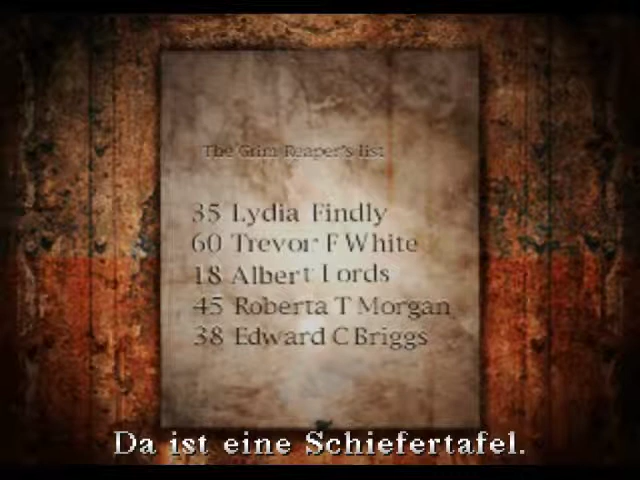 The Grim Reaper's list
35 Lydia Findly
60 Trevor F White
18 Albert Lords
45 Roberta T Morgan
38 Edward C Briggs
Da ist eine Schiefertafel.